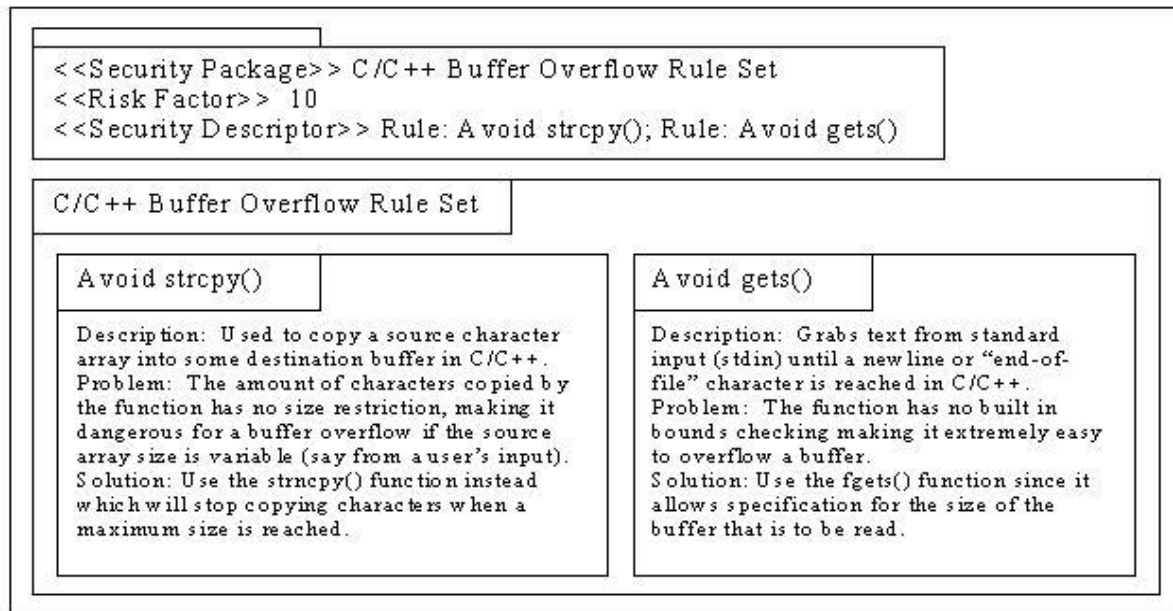 <<Security Package>> C/C++ Buffer Overflow Rule Set
<<Risk Factor>> 10
<<Security Descriptor>> Rule: Avoid strcpy(); Rule: Avoid gets()
C/C++ Buffer Overflow Rule Set
Avoid strcpy()
Description: Used to copy a source character
array into some destination buffer in C/C++.
Problem: The amount of characters copied by
the function has no size restriction, making it
dangerous for a buffer overflow if the source
array size is variable (say from a user's input).
Solution: Use the strncpy() function instead
which will stop copying characters when a
maximum size is reached.
Avoid gets()
Description: Grabs text from standard
input (stdin) until a newline or “end-of-
file” character is reached in C/C++.
Problem: The function has no built in
bounds checking making it extremely easy
to overflow a buffer.
Solution: Use the fgets() function since it
allows specification for the size of the
buffer that is to be read.